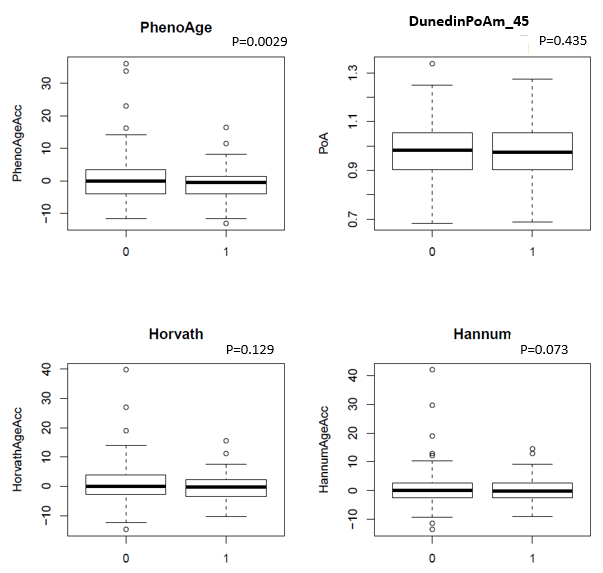 PhenoAge
P=0.0029
PhenoAgeAcc
30
20
10
0
−10
0 1
DunedinPoAm_45
P=0.435
PoA
1.3
1.1
0.9
0.7
0 1
Horvath
P=0.129
HorvathAgeAcc
40
30
20
10
0
−10
0 1
Hannum
P=0.073
HannumAgeAcc
40
30
20
10
0
−10
0 1